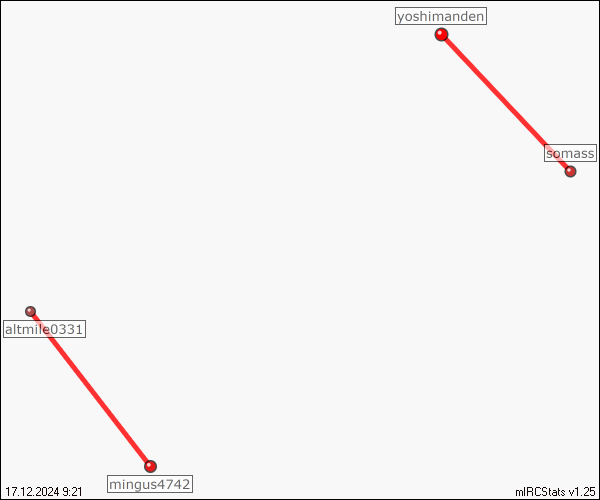 yoshimanden
somass
altmile0331
mingus4742
17.12.2024 9:21
mIRCStats v1.25